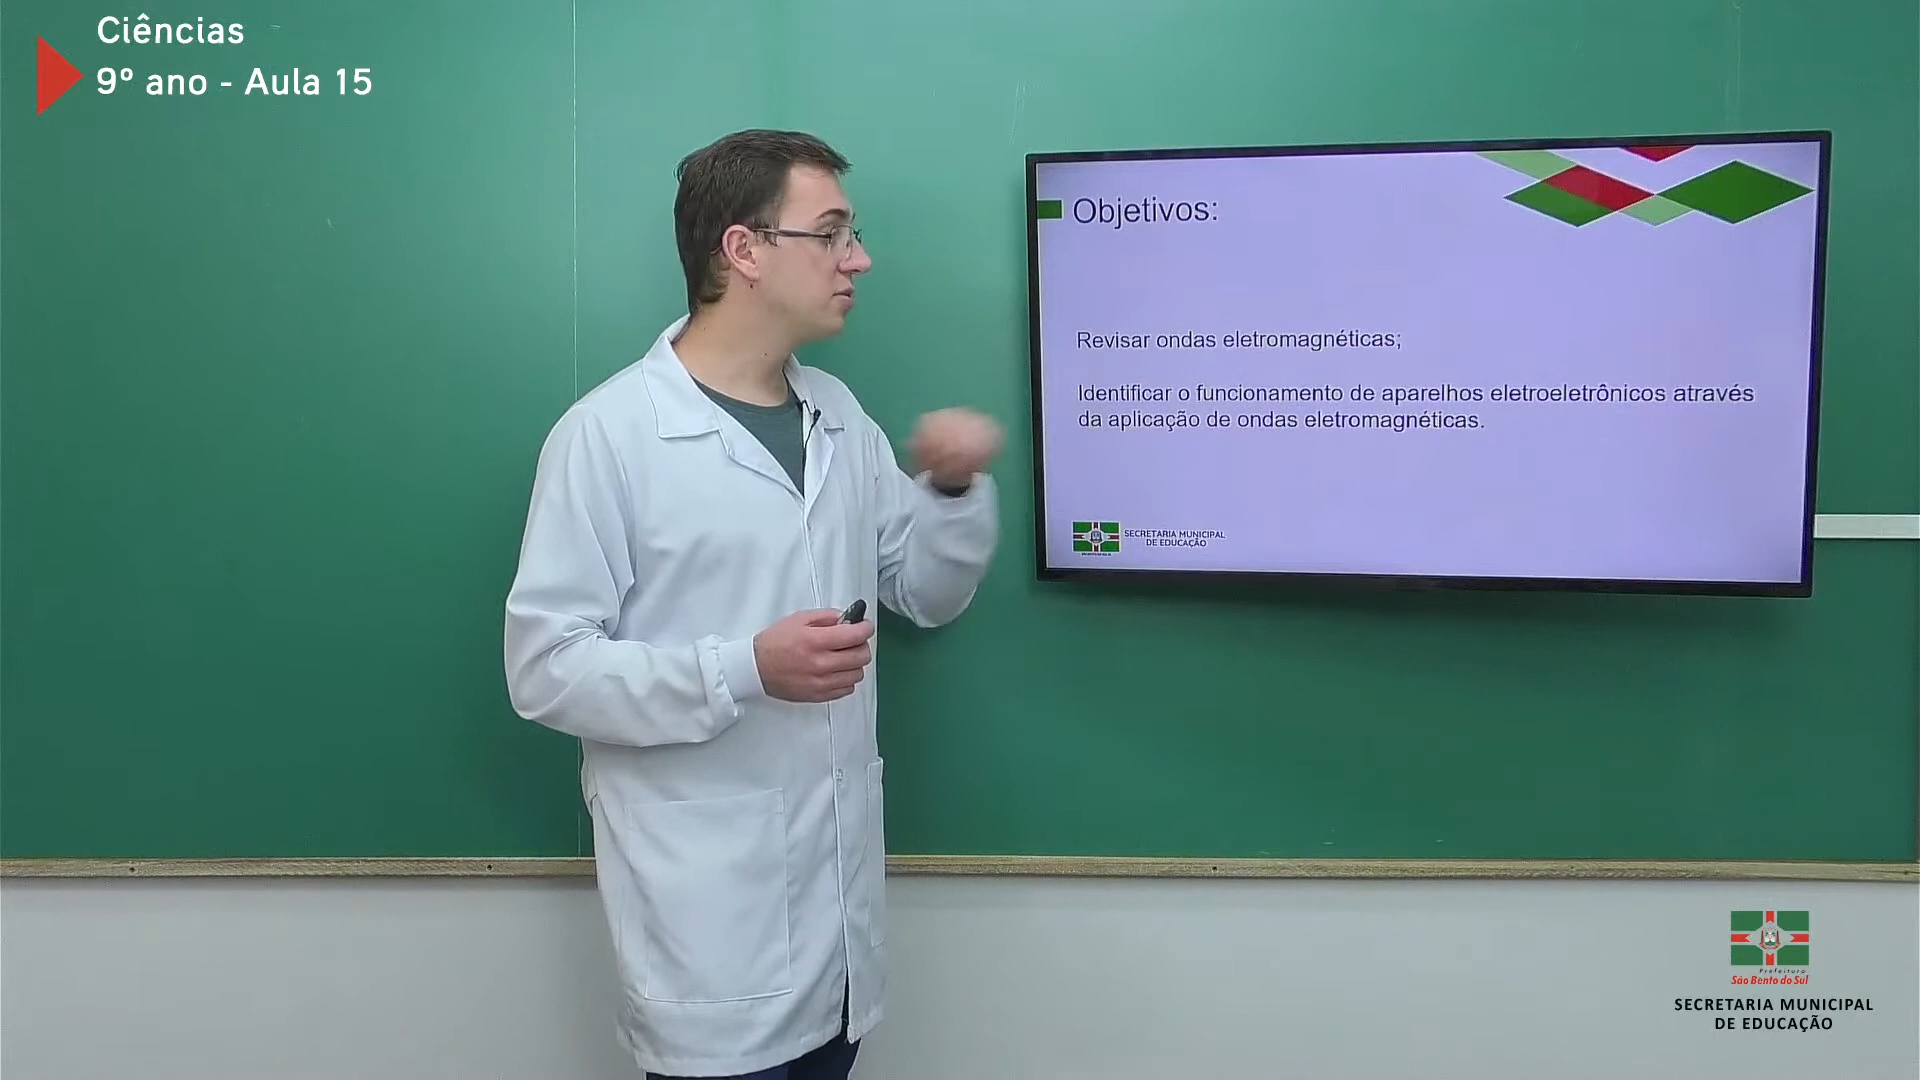 Ciências
9º ano - Aula 15
Objetivos:
Revisar ondas eletromagnéticas;
Identificar o funcionamento de aparelhos eletroeletrônicos através
da aplicação de ondas eletromagnéticas.
SECRETARIA MUNICIPAL
DE EDUCAÇÃO
Prefeitura
São Bento do Sul
SECRETARIA MUNICIPAL
DE EDUCAÇÃO